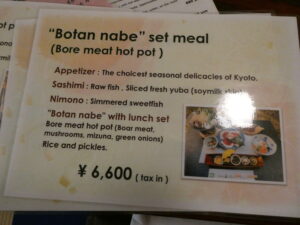 "Botan nabe" set meal
(Bore meat hot pot )
Appetizer : The choicest seasonal delicacies of Kyoto.
Sashimi : Raw fish , Sliced fresh yuba (soymilk
Nimono : Simmered sweetfish
"Botan nabe" with lunch set
Bore meat hot pot (Boar meat,
mushrooms, mizuna, green onions)
Rice and pickles.
¥ 6,600 ( tax in )